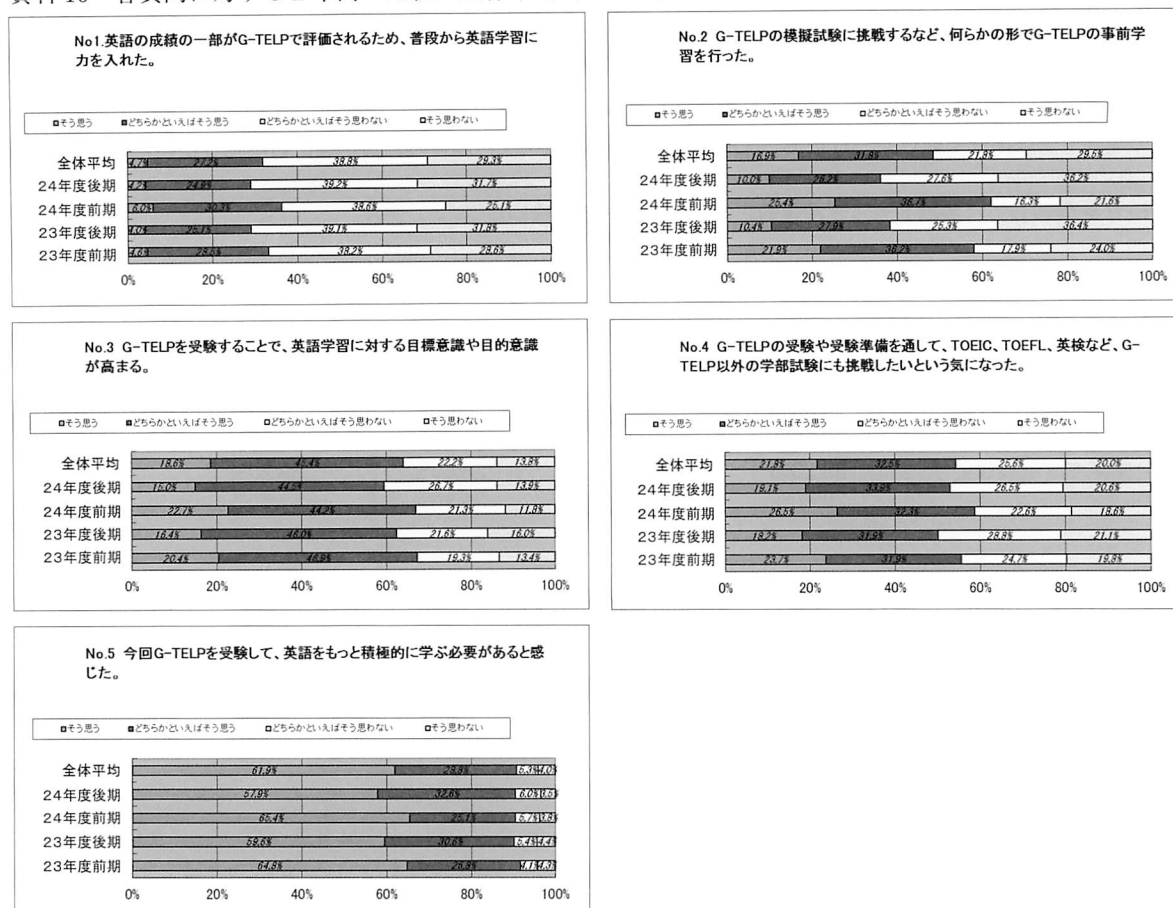 No1.英語の成績の一部がG-TELPで評価されるため、普段から英語学習に
力を入れた。
そう思う どちらかといえばそう思う どちらかといえばそう思わない そう思わない
全体平均 4.7% 27.2% 38.8% 29.3%
24年度後期 4.2% 24.9% 39.2% 31.7%
24年度前期 6.0% 30.3% 38.6% 25.1%
23年度後期 4.0% 25.1% 39.1% 31.8%
23年度前期 4.6% 28.5% 38.2% 28.6%
0% 20% 40% 60% 80% 100%
No.2 G-TELPの模擬試験に挑戦するなど、何らかの形でG-TELPの事前学
習を行った。
そう思う どちらかといえばそう思う どちらかといえばそう思わない そう思わない
全体平均 16.9% 31.8% 21.8% 29.5%
24年度後期 10.0% 26.2% 27.6% 36.2%
24年度前期 25.4% 36.7% 16.3% 21.6%
23年度後期 10.4% 27.9% 25.3% 36.4%
23年度前期 21.9% 36.2% 17.9% 24.0%
0% 20% 40% 60% 80% 100%
No.3 G-TELPを受験することで、英語学習に対する目標意識や目的意識
が高まる。
そう思う どちらかといえばそう思う どちらかといえばそう思わない そう思わない
全体平均 18.6% 45.4% 22.2% 13.8%
24年度後期 15.0% 44.5% 26.7% 13.9%
24年度前期 22.7% 44.2% 21.3% 11.8%
23年度後期 16.4% 46.0% 21.6% 16.0%
23年度前期 20.4% 46.9% 19.3% 13.4%
0% 20% 40% 60% 80% 100%
No.4 G-TELPの受験や受験準備を通して、TOEIC、TOEFL、英検など、G-
TELP以外の学部試験にも挑戦したいという気になった。
そう思う どちらかといえばそう思う どちらかといえばそう思わない そう思わない
全体平均 21.8% 32.5% 25.6% 20.0%
24年度後期 19.1% 33.9% 26.5% 20.6%
24年度前期 26.5% 32.3% 22.6% 18.6%
23年度後期 18.2% 31.9% 28.8% 21.1%
23年度前期 23.7% 31.9% 24.7% 19.8%
0% 20% 40% 60% 80% 100%
No.5 今回G-TELPを受験して、英語をもっと積極的に学ぶ必要があると感
じた。
そう思う どちらかといえばそう思う どちらかといえばそう思わない そう思わない
全体平均 61.9% 28.8% 5.3% 4.0%
24年度後期 57.9% 32.6% 6.0% 3.5%
24年度前期 65.4% 25.1% 5.7% 3.8%
23年度後期 59.6% 30.6% 5.4% 4.4%
23年度前期 64.8% 26.8% 4.1% 4.3%
0% 20% 40% 60% 80% 100%